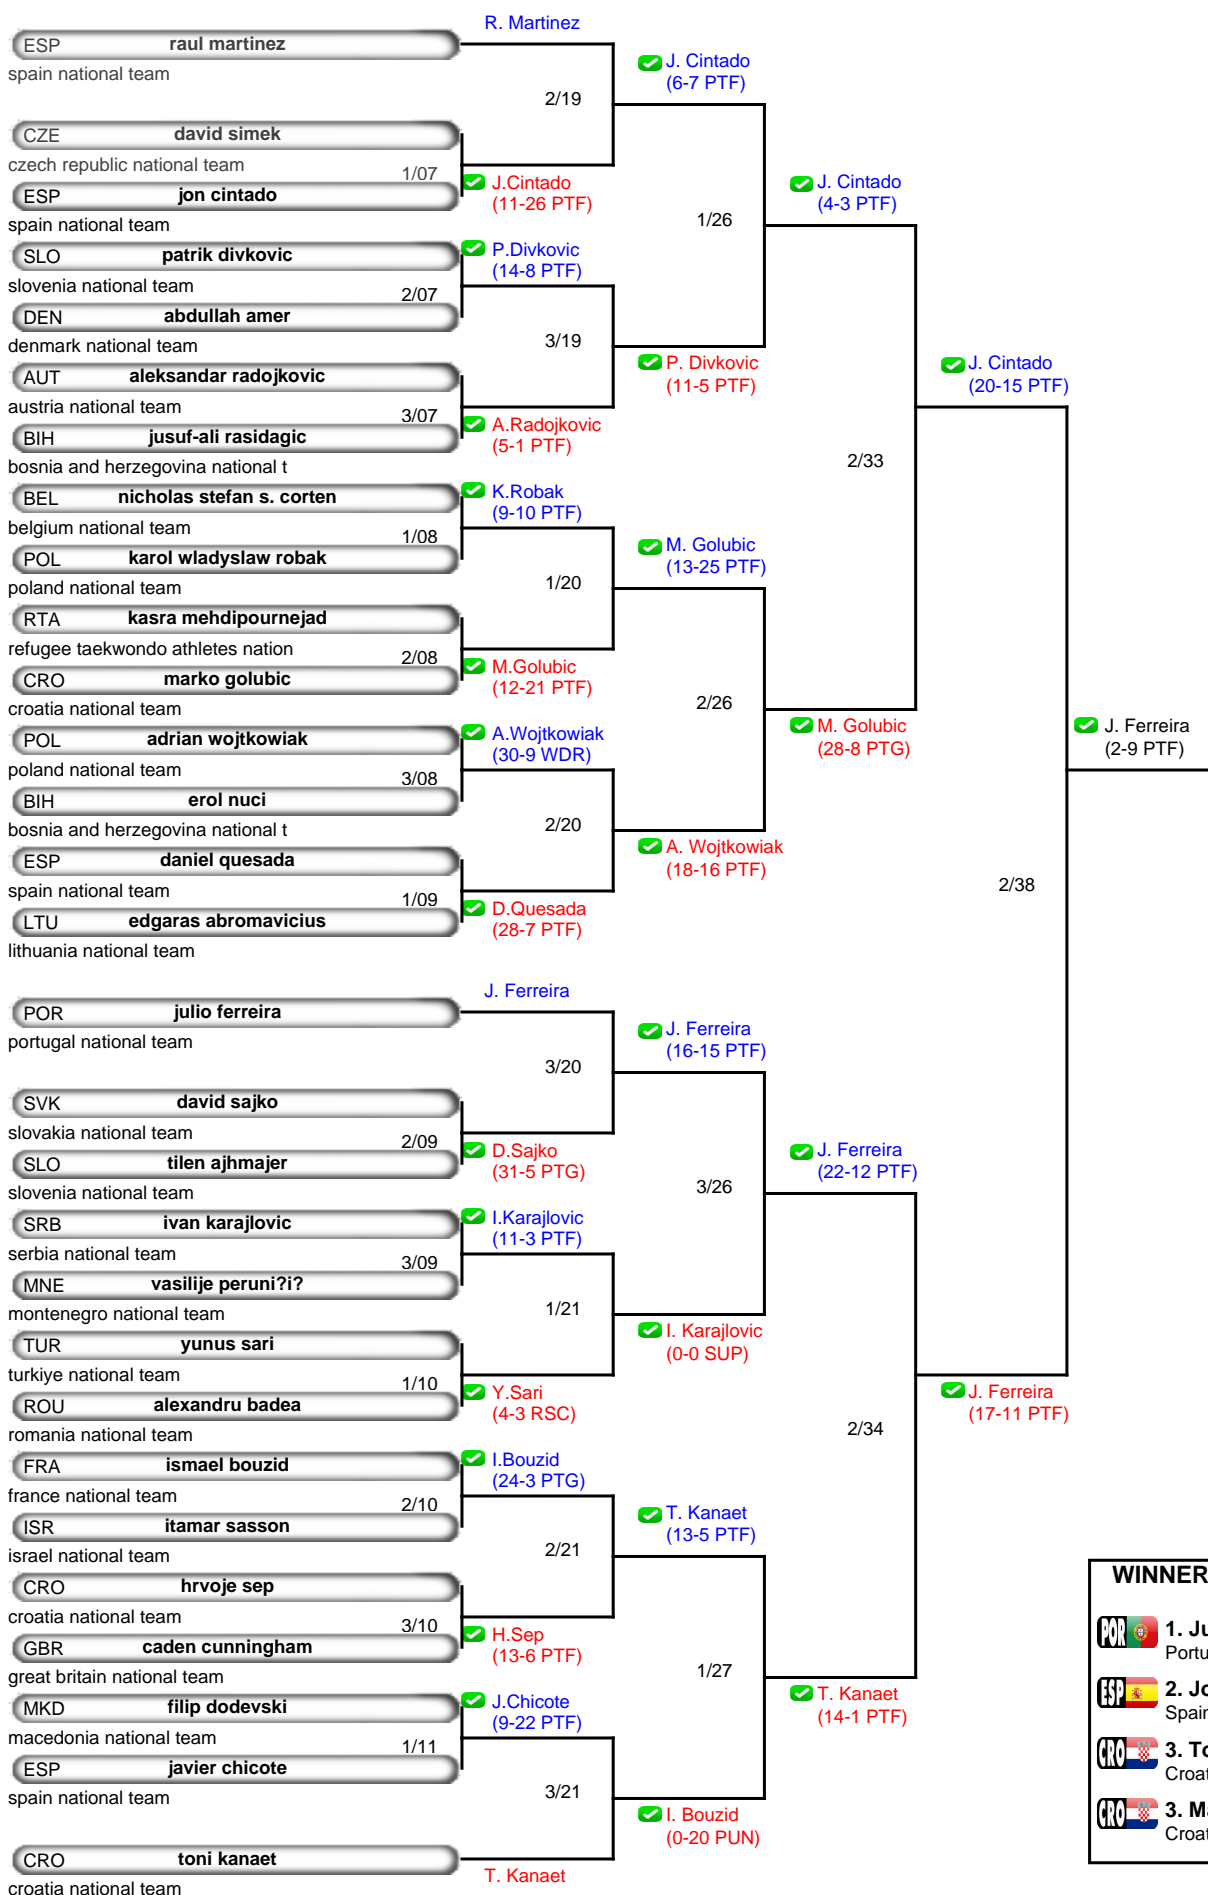 R. Martinez
ESP raul martinez
spain national team
J. Cintado
(6-7 PTF)
2/19
CZE david simek
czech republic national team
1/07
J.Cintado
(11-26 PTF)
ESP jon cintado
spain national team
J. Cintado
(4-3 PTF)
1/26
SLO patrik divkovic
slovenia national team
P.Divkovic
(14-8 PTF)
2/07
DEN abdullah amer
denmark national team
3/19
P. Divkovic
(11-5 PTF)
J. Cintado
(20-15 PTF)
AUT aleksandar radojkovic
austria national team
3/07
A.Radojkovic
(5-1 PTF)
BIH jusuf-ali rasidagic
bosnia and herzegovina national t
2/33
BEL nicholas stefan s. corten
belgium national team
K.Robak
(9-10 PTF)
1/08
POL karol wladyslaw robak
poland national team
M. Golubic
(13-25 PTF)
1/20
RTA kasra mehdipournejad
refugee taekwondo athletes nation
2/08
M.Golubic
(12-21 PTF)
CRO marko golubic
croatia national team
2/26
M. Golubic
(28-8 PTG)
J. Ferreira
(2-9 PTF)
POL adrian wojtkowiak
poland national team
A.Wojtkowiak
(30-9 WDR)
3/08
BIH erol nuci
bosnia and herzegovina national t
2/20
A. Wojtkowiak
(18-16 PTF)
ESP daniel quesada
spain national team
1/09
D.Quesada
(28-7 PTF)
2/38
LTU edgaras abromavicius
lithuania national team
J. Ferreira
POR julio ferreira
portugal national team
J. Ferreira
(16-15 PTF)
3/20
SVK david sajko
slovakia national team
2/09
D.Sajko
(31-5 PTG)
SLO tilen ajhmajer
slovenia national team
J. Ferreira
(22-12 PTF)
3/26
SRB ivan karajlovic
serbia national team
I.Karajlovic
(11-3 PTF)
3/09
MNE vasilije peruni?i?
montenegro national team
1/21
I. Karajlovic
(0-0 SUP)
TUR yunus sari
turkiye national team
1/10
Y.Sari
(4-3 RSC)
J. Ferreira
(17-11 PTF)
ROU alexandru badea
romania national team
2/34
FRA ismael bouzid
france national team
I.Bouzid
(24-3 PTG)
2/10
ISR itamar sasson
israel national team
T. Kanaet
(13-5 PTF)
2/21
CRO hrvoje sep
croatia national team
3/10
H.Sep
(13-6 PTF)
GBR caden cunningham
great britain national team
1/27
T. Kanaet
(14-1 PTF)
MKD filip dodevski
macedonia national team
J.Chicote
(9-22 PTF)
1/11
ESP javier chicote
spain national team
3/21
I. Bouzid
(0-20 PUN)
CRO toni kanaet
T. Kanaet
croatia national team
WINNER
POR 1. Ju
Portu
ESP 2. Jo
Spain
CRO 3. To
Croat
CRO 3. Ma
Croat